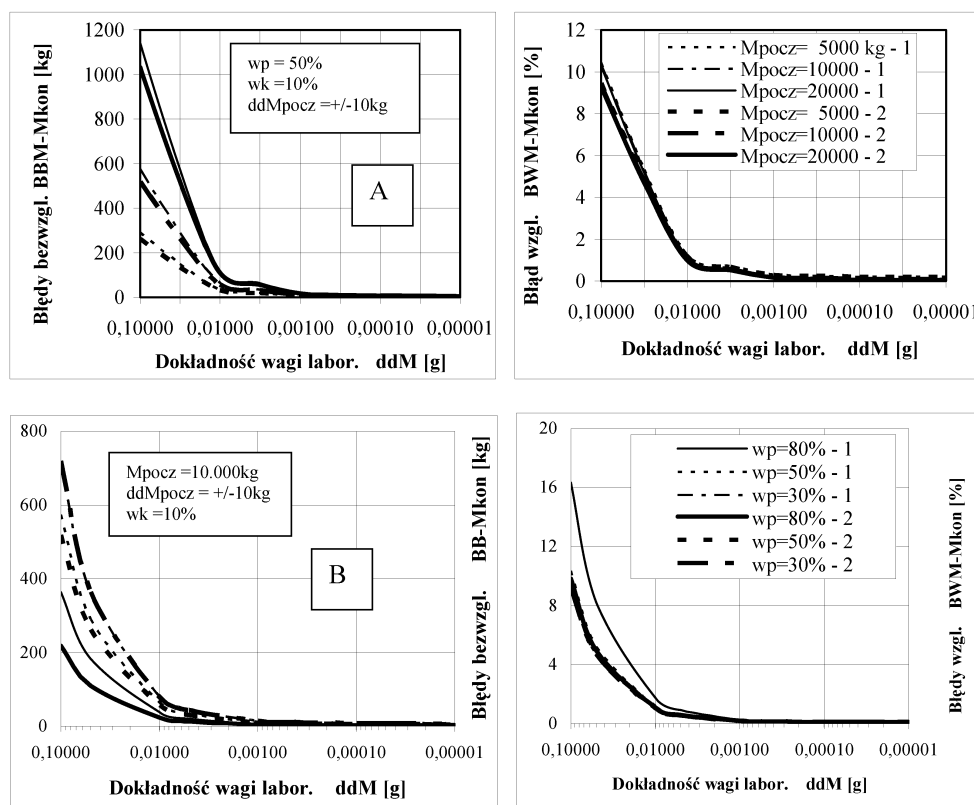 Błędy bezwzgl. BBM-Mkon [kg]
1200
1000
800
600
400
200
0
wp = 50%
wk = 10%
ddMpocz =+/-10kg
A
0,10000 0,01000 0,00100 0,00010 0,00001
Dokładność wagi labor. ddM [g]
Błąd wzgl. BWM-Mkon [%]
12
10
8
6
4
2
0
Mpocz= 5000 kg - 1
Mpocz=10000 - 1
Mpocz=20000 - 1
Mpocz= 5000 - 2
Mpocz=10000 - 2
Mpocz=20000 - 2
0,10000 0,01000 0,00100 0,00010 0,00001
Dokładność wagi labor. ddM [g]
800
600
400
200
0
Mpocz =10.000kg
ddMpocz = +/-10kg
wk =10%
B
Błędy bezwzgl. BB-Mkon [kg]
0,10000 0,01000 0,00100 0,00010 0,00001
Dokładność wagi labor. ddM [g]
20
16
12
8
4
0
wp=80% - 1
wp=50% - 1
wp=30% - 1
wp=80% - 2
wp=50% - 2
wp=30% - 2
Błędy wzgl. BWM-Mkon [%]
0,10000 0,01000 0,00100 0,00010 0,00001
Dokładność wagi labor. ddM [g]